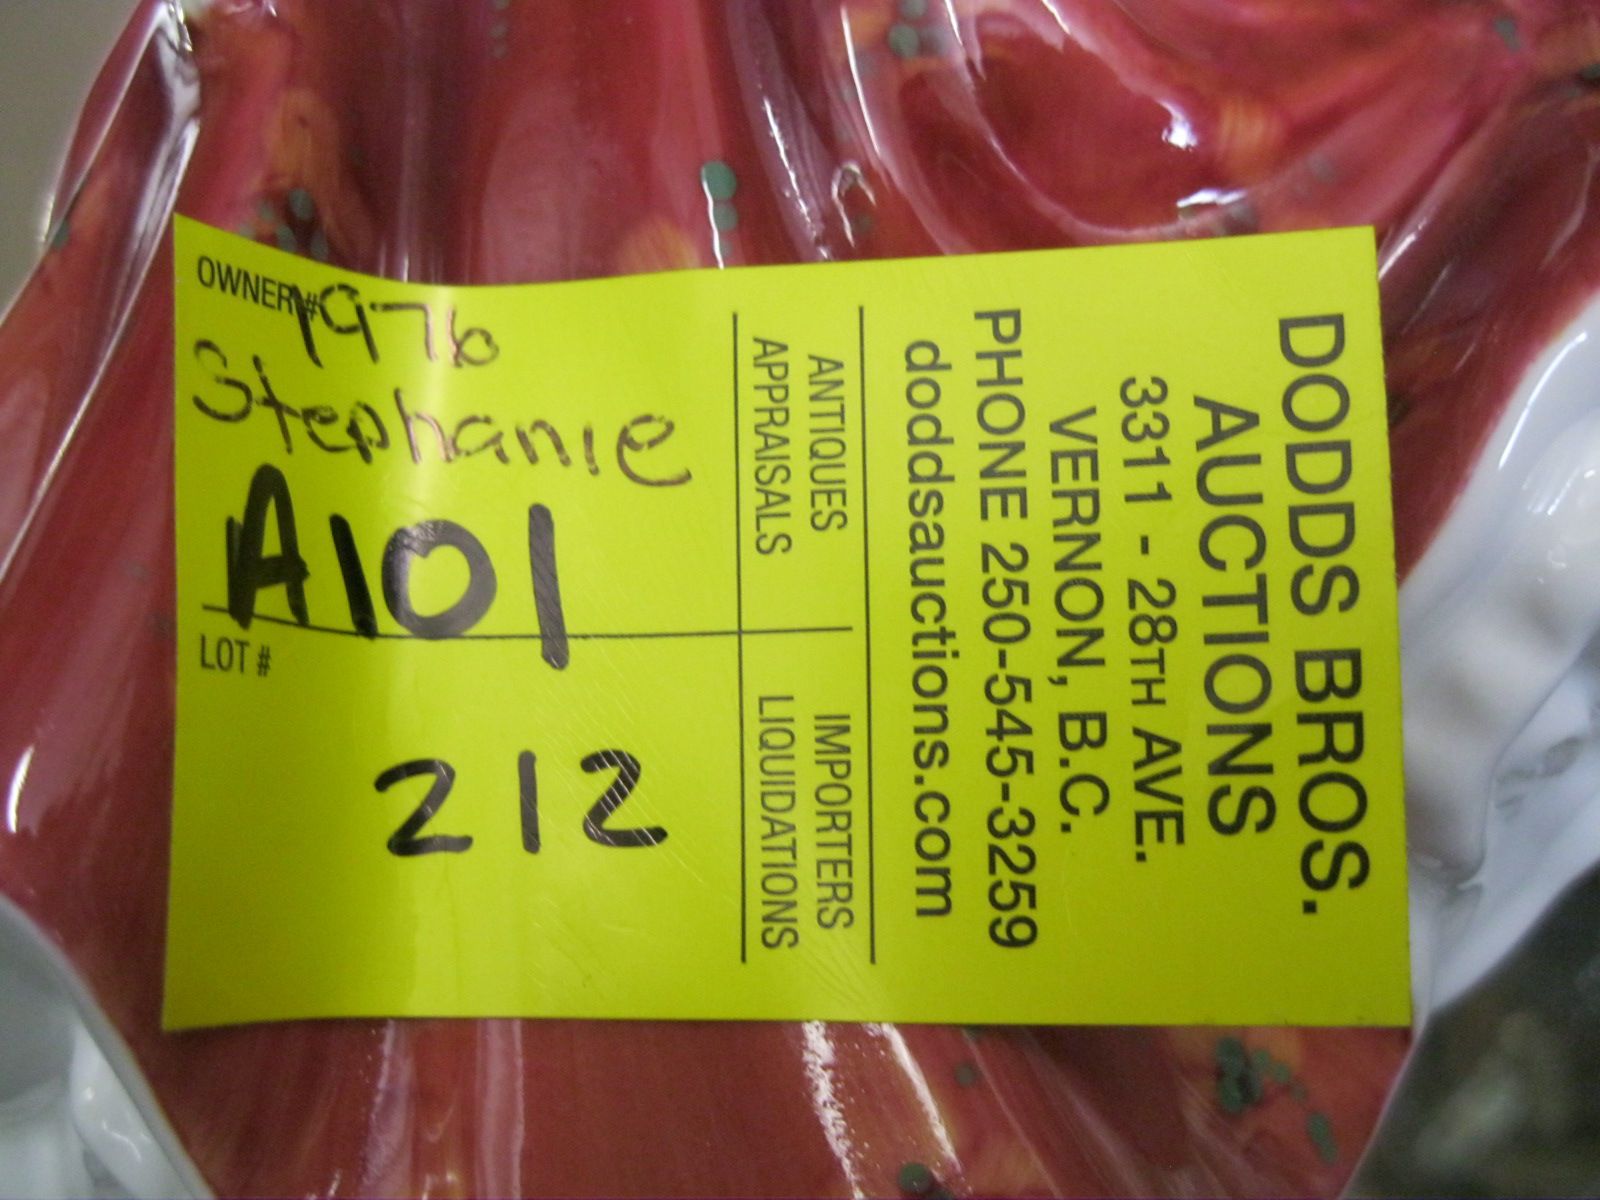 DODDS BROS.
AUCTIONS
3311 - 28TH AVE.
VERNON, B.C.
PHONE 250-545-3259
doddsauctions.com
ANTIQUES
APPRAISALS
IMPORTERS
LIQUIDATIONS
OWNER# 1976
Stephanie
A101
LOT #
212